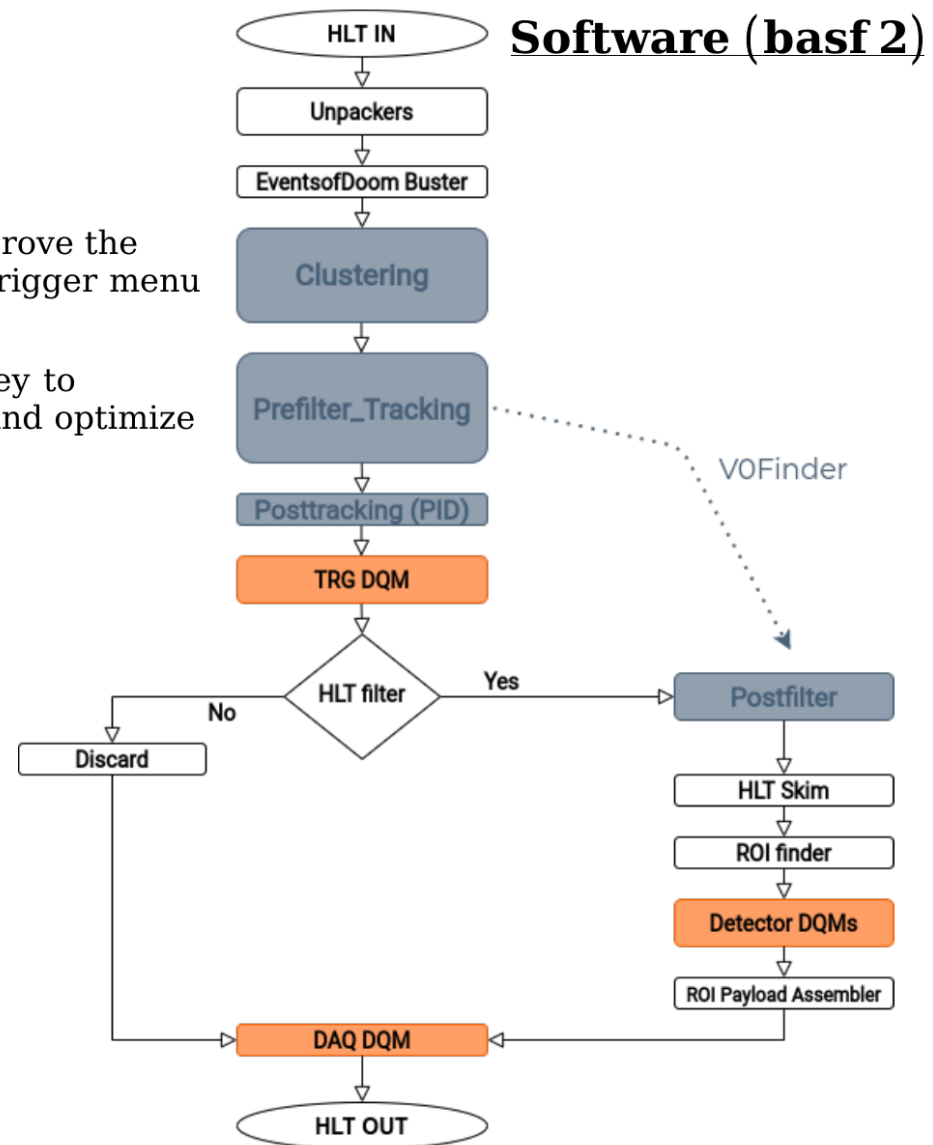 HLT IN
Software (basf 2)
Unpackers
EventsofDoom Buster
rove the
rigger menu
Clustering
ey to
nd optimize
Prefilter_Tracking
V0Finder
Posttracking (PID)
TRG DQM
HLT filter
Yes
No
Postfilter
Discard
HLT Skim
ROI finder
Detector DQMs
ROI Payload Assembler
DAQ DQM
HLT OUT